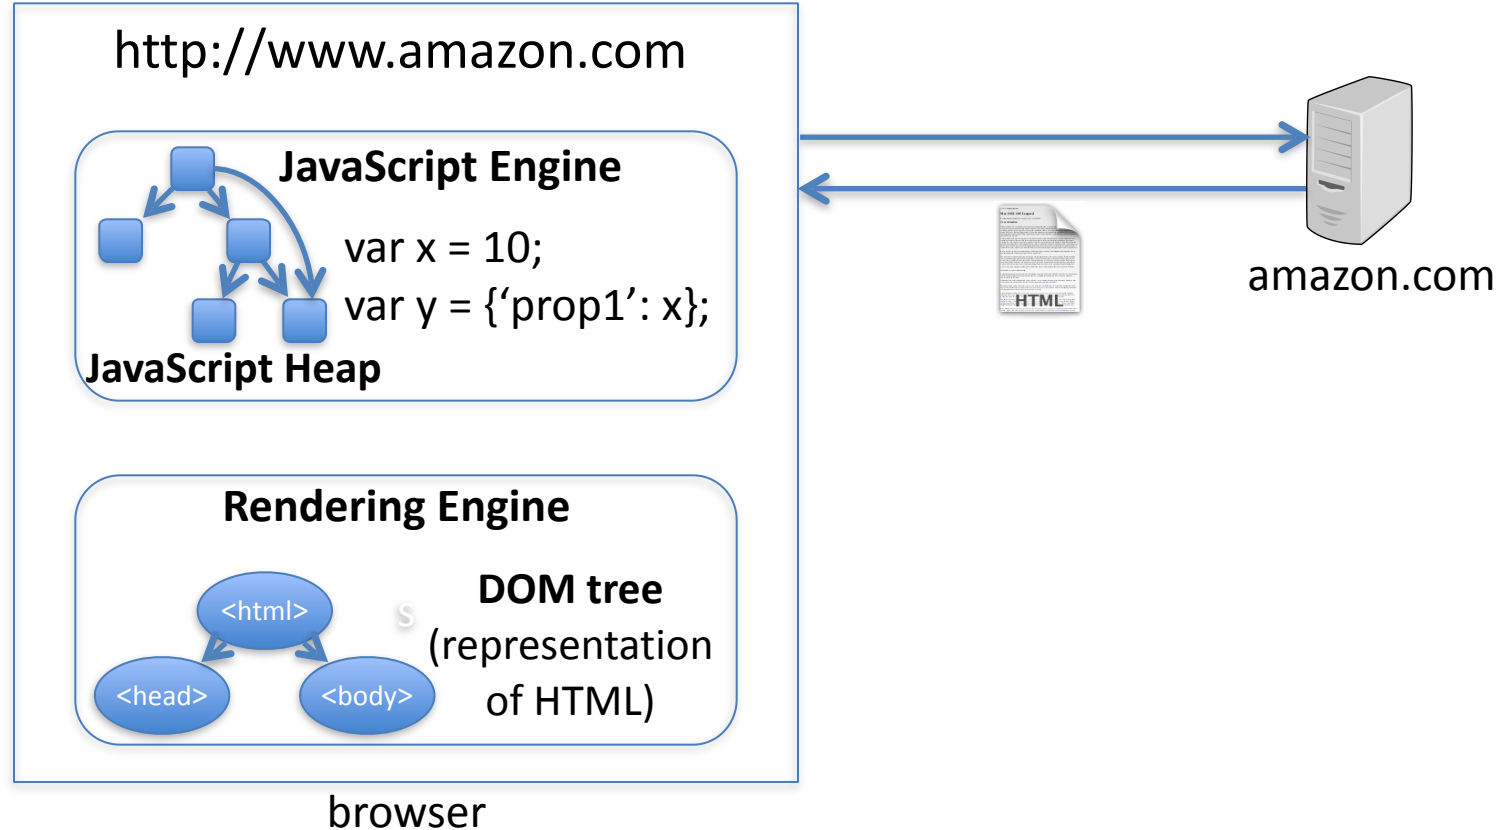 http://www.amazon.com
JavaScript Engine
var x = 10;
var y = {‘prop1’: x};
JavaScript Heap
Rendering Engine
<html>
<head>
<body>
s
DOM tree
(representation
of HTML)
browser
HTML
amazon.com